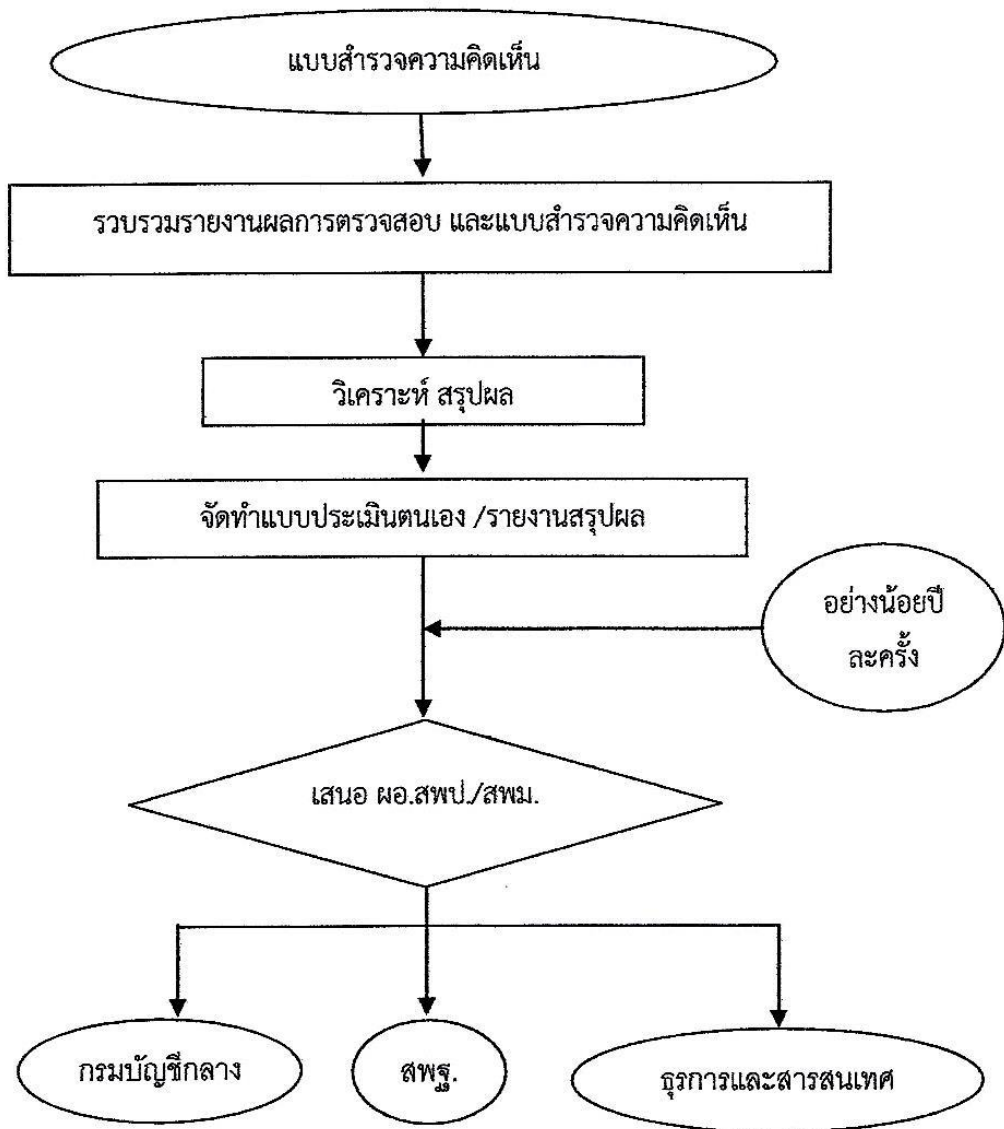 แบบสำรวจความคิดเห็น
รวบรวมรายงานผลการตรวจสอบ และแบบสำรวจความคิดเห็น
วิเคราะห์ สรุปผล
จัดทำแบบประเมินตนเอง /รายงานสรุปผล
อย่างน้อยปี
ละครั้ง
เสนอ ผอ.สพป./สพม.
กรมบัญชีกลาง
สพฐ.
ธุรการและสารสนเทศ